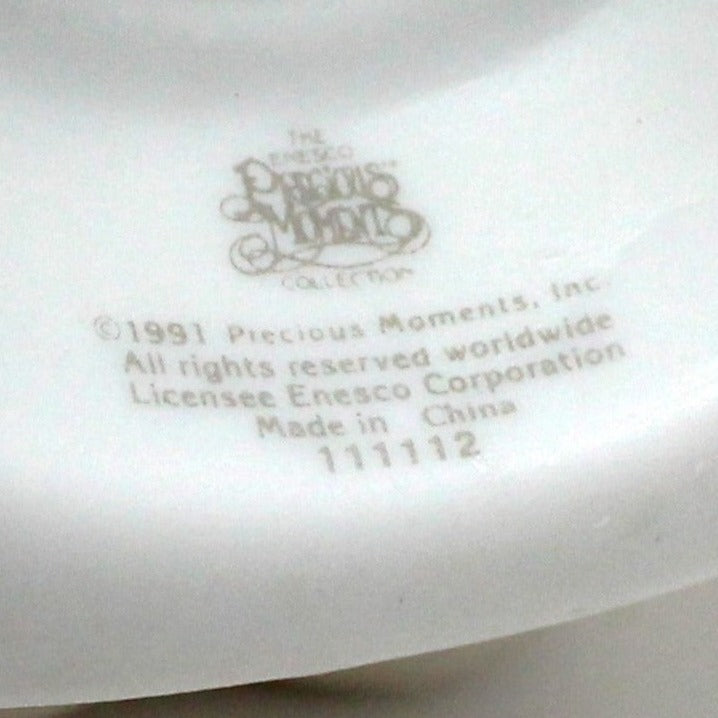 THE
ENESCO
PRECIOUS
MOMENTS
COLLECTION
©1991 Precious Moments, Inc.
All rights reserved worldwide
Licensee Enesco Corporation
Made in China
111112